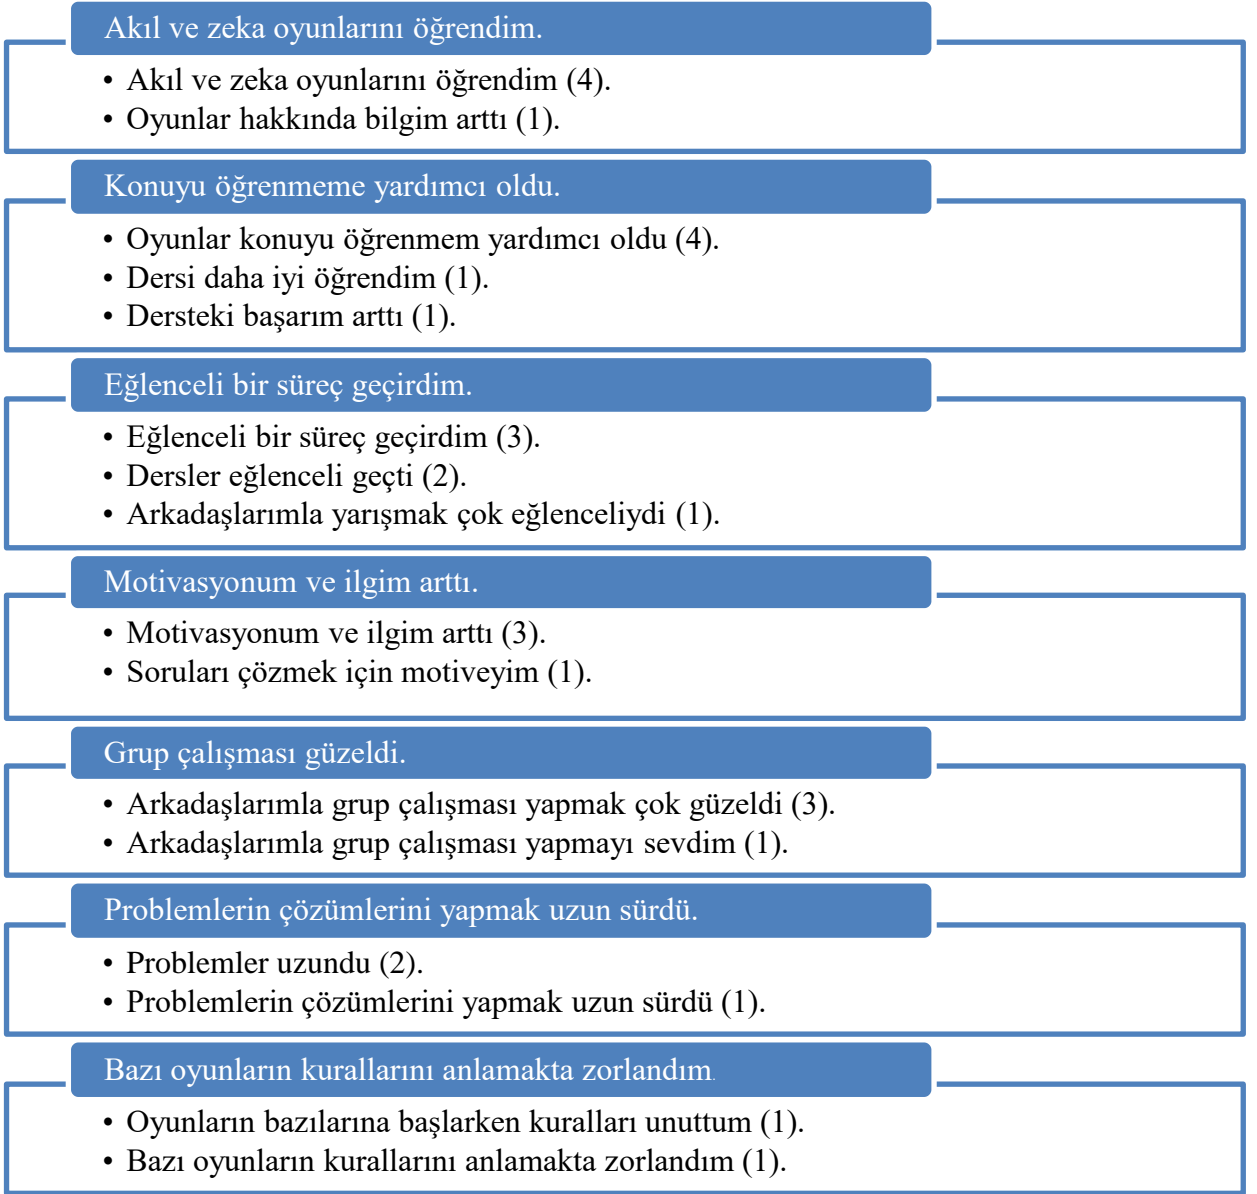 Akıl ve zeka oyunlarını öğrendim.
• Akıl ve zeka oyunlarını öğrendim (4).
• Oyunlar hakkında bilgim arttı (1).
Konuyu öğrenmeme yardımcı oldu.
• Oyunlar konuyu öğrenmem yardımcı oldu (4).
• Dersi daha iyi öğrendim (1).
• Dersteki başarım arttı (1).
Eğlenceli bir süreç geçirdim.
• Eğlenceli bir süreç geçirdim (3).
• Dersler eğlenceli geçti (2).
• Arkadaşlarımla yarışmak çok eğlenceliydi (1).
Motivasyonum ve ilgim arttı.
• Motivasyonum ve ilgim arttı (3).
• Soruları çözmek için motiveyim (1).
Grup çalışması güzeldi.
• Arkadaşlarımla grup çalışması yapmak çok güzeldi (3).
• Arkadaşlarımla grup çalışması yapmayı sevdim (1).
Problemlerin çözümlerini yapmak uzun sürdü.
• Problemler uzundu (2).
• Problemlerin çözümlerini yapmak uzun sürdü (1).
Bazı oyunların kurallarını anlamakta zorlandım.
• Oyunların bazılarına başlarken kuralları unuttum (1).
• Bazı oyunların kurallarını anlamakta zorlandım (1).